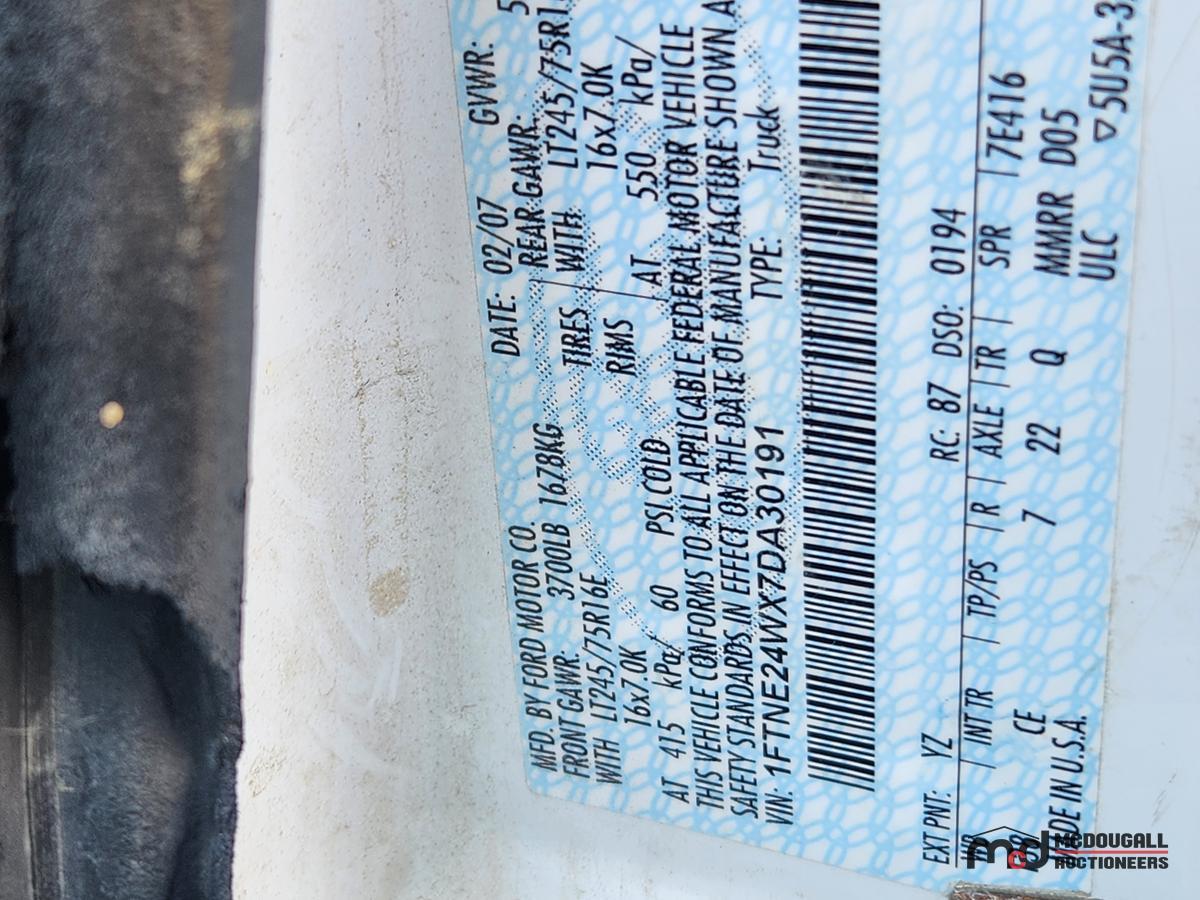 MFD. BY FORD MOTOR CO.
DATE: 02/07 GVWR: 5
FRONT GAWR: 3700LB 1678KG REAR GAWR:
WITH LT245/75R16E TIRES WITH LT245/75R1
16x7.0K RIMS 16x7.0K
AT 415 kPa/ 60 PSI COLD AT 550 kPa/
THIS VEHICLE CONFORMS TO ALL APPLICABLE FEDERAL MOTOR VEHICLE
SAFETY STANDARDS IN EFFECT ON THE DATE OF MANUFACTURE SHOWN A
VIN: 1FTNE24WX7DA30191 TYPE: Truck
EXT PNT: YZ RC: 87 DSO: 0194
WB INT TR TP/PS R AXLE TR SPR 7E416
CE 7 22 Q MMRR D05
MADE IN U.S.A. ULC
▽5U5A-3
mcd MCDOUGALL
AUCTIONEERS